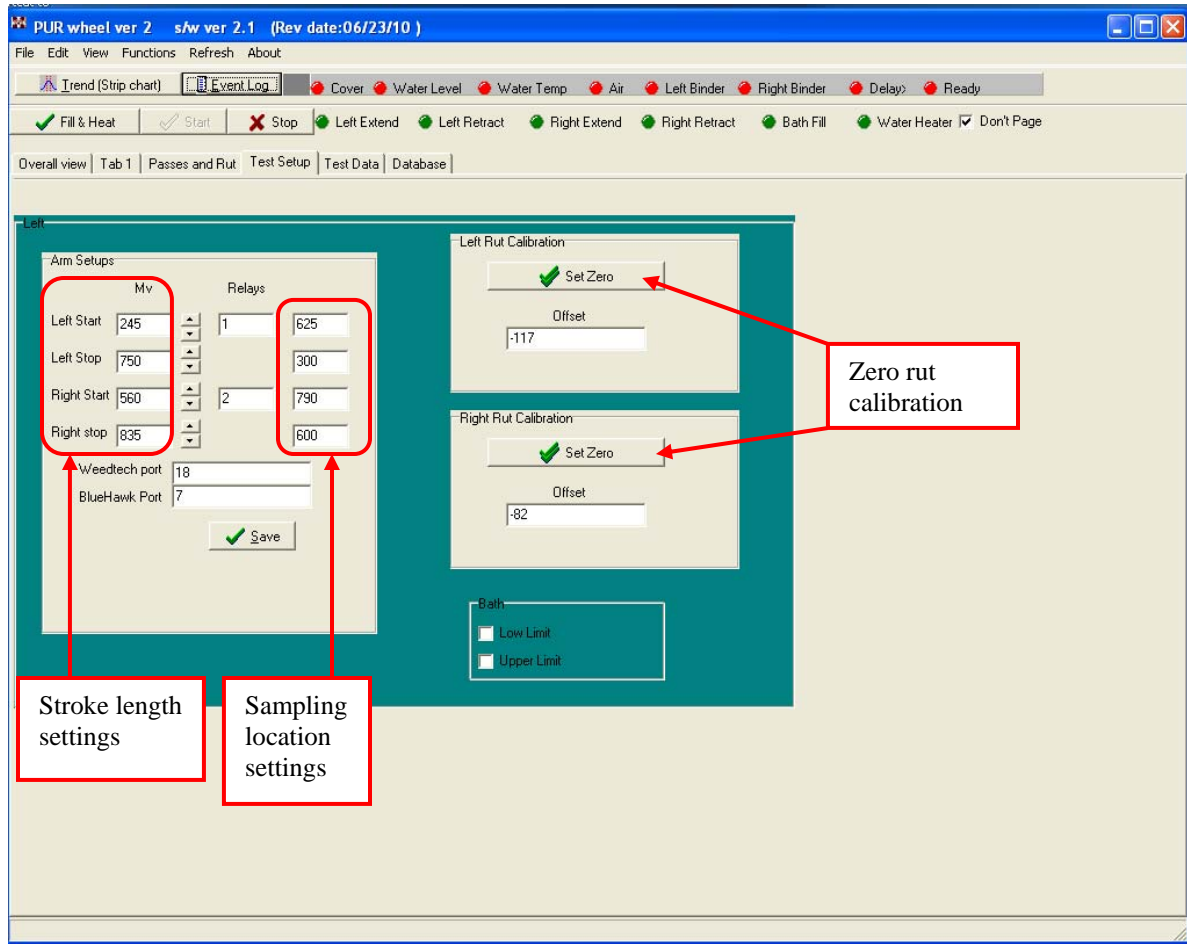 PUR wheel ver 2 s/w ver 2.1 (Rev date:06/23/10 )
File Edit View Functions Refresh About
Trend (Strip chart) Event Log Cover Water Level Water Temp Air Left Binder Right Binder Delay> Ready
Fill & Heat Start Stop Left Extend Left Retract Right Extend Right Retract Bath Fill Water Heater Don't Page
Overall view Tab 1 Passes and Rut Test Setup Test Data Database
Left
Arm Setups
Mv Relays
Left Start 245 1 625
Left Stop 750 300
Right Start 560 2 790
Right stop 835 600
Weedtech port 18
BlueHawk Port 7
Save
Left Rut Calibration
Set Zero
Offset
-117
Right Rut Calibration
Set Zero
Offset
-82
Zero rut
calibration
Bath
Low Limit
Upper Limit
Stroke length
settings
Sampling
location
settings